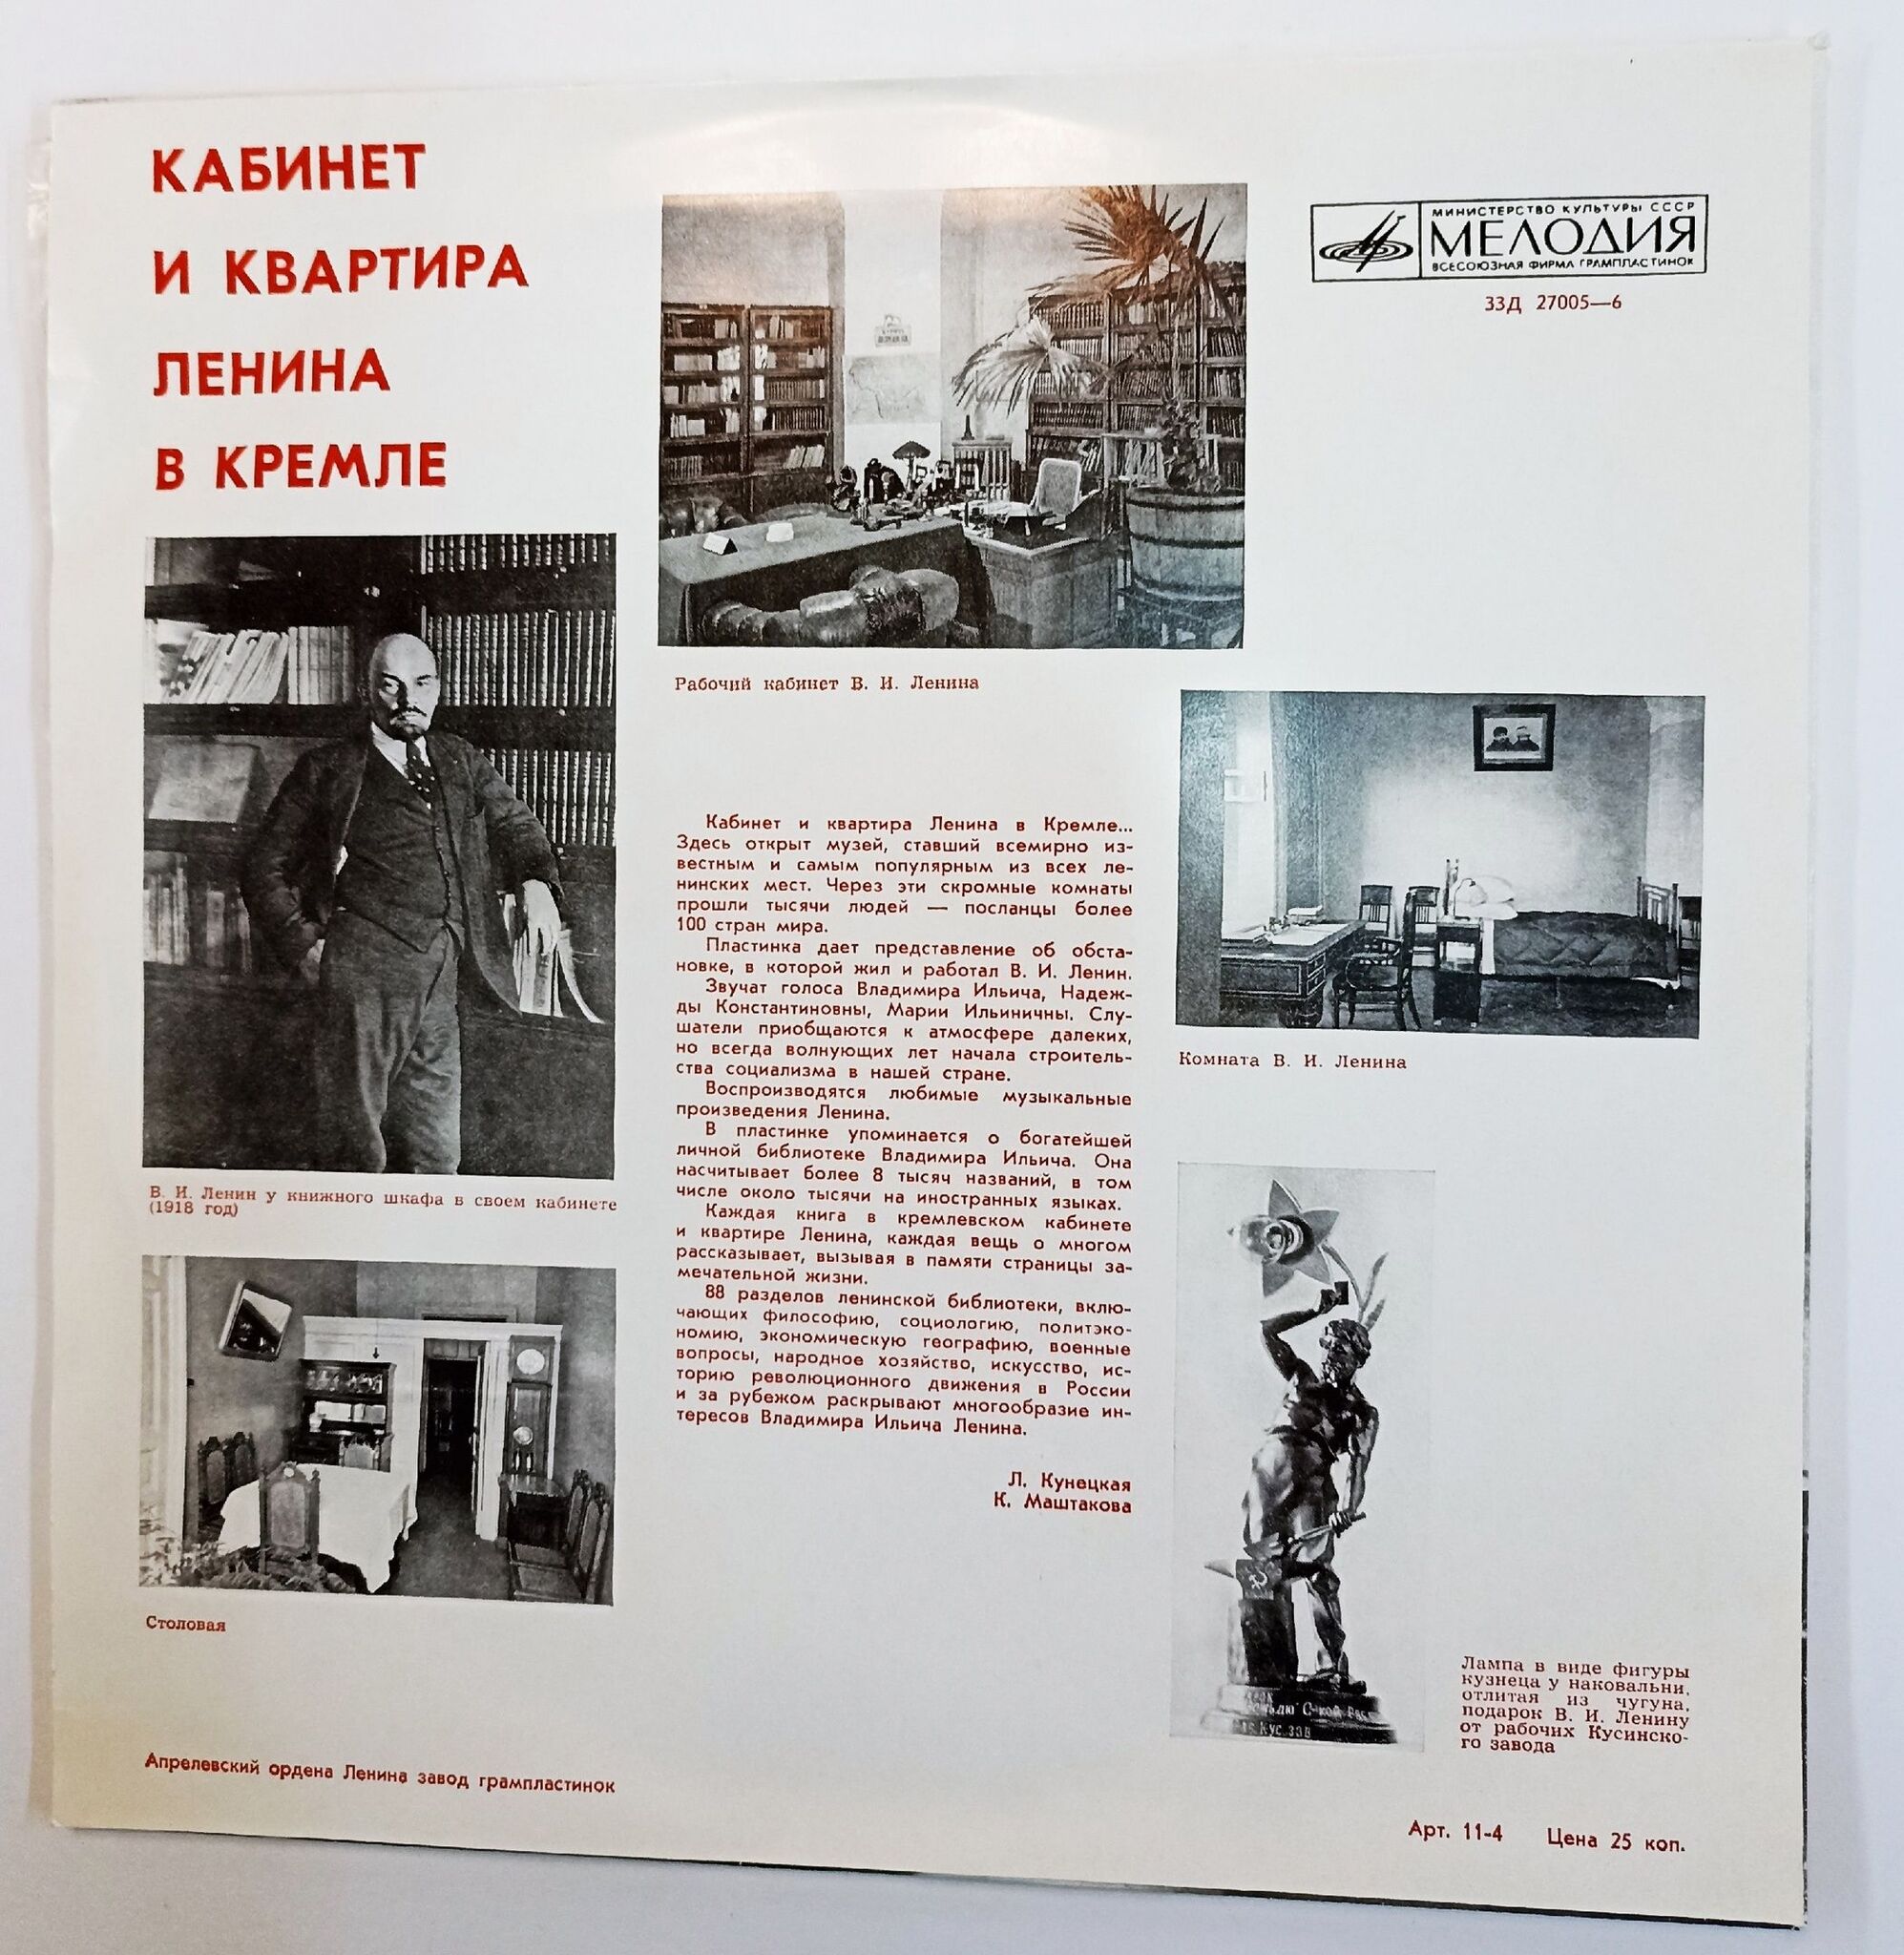 КАБИНЕТ
И КВАРТИРА
ЛЕНИНА
В КРЕМЛЕ
МИНИСТЕРСТВО КУЛЬТУРЫ СССР
МЕЛОДИЯ
ВСЕСОЮЗНАЯ ФИРМА ГРАМПЛАСТИНОК
33Д 27005—6
Рабочий кабинет В. И. Ленина
В. И. Ленин у книжного шкафа в своем кабинете
(1918 год)
Столовая
Кабинет и квартира Ленина в Кремле...
Здесь открыт музей, ставший всемирно из-
вестным и самым популярным из всех ле-
нинских мест. Через эти скромные комнаты
прошли тысячи людей — посланцы более
100 стран мира.
Пластинка дает представление об обста-
новке, в которой жил и работал В. И. Ленин.
Звучат голоса Владимира Ильича, Надеж-
ды Константиновны, Марии Ильиничны. Слу-
шатели приобщаются к атмосфере далеких,
но всегда волнующих лет начала строитель-
ства социализма в нашей стране.
Воспроизводятся любимые музыкальные
произведения Ленина.
В пластинке упоминается о богатейшей
личной библиотеке Владимира Ильича. Она
насчитывает более 8 тысяч названий, в том
числе около тысячи на иностранных языках.
Каждая книга в кремлевском кабинете
и квартире Ленина, каждая вещь о многом
рассказывает, вызывая в памяти страницы за-
мечательной жизни.
88 разделов ленинской библиотеки, вклю-
чающих философию, социологию, политэко-
номию, экономическую географию, военные
вопросы, народное хозяйство, искусство, ис-
торию революционного движения в России
и за рубежом раскрывают многообразие ин-
тересов Владимира Ильича Ленина.
Л. Кунецкая
К. Маштакова
Комната В. И. Ленина
Лампа в виде фигуры
кузнеца у наковальни,
отлитая из чугуна,
подарок В. И. Ленину
от рабочих Кусинско-
го завода
Апрелевский ордена Ленина завод грампластинок
Арт. 11-4 Цена 25 коп.